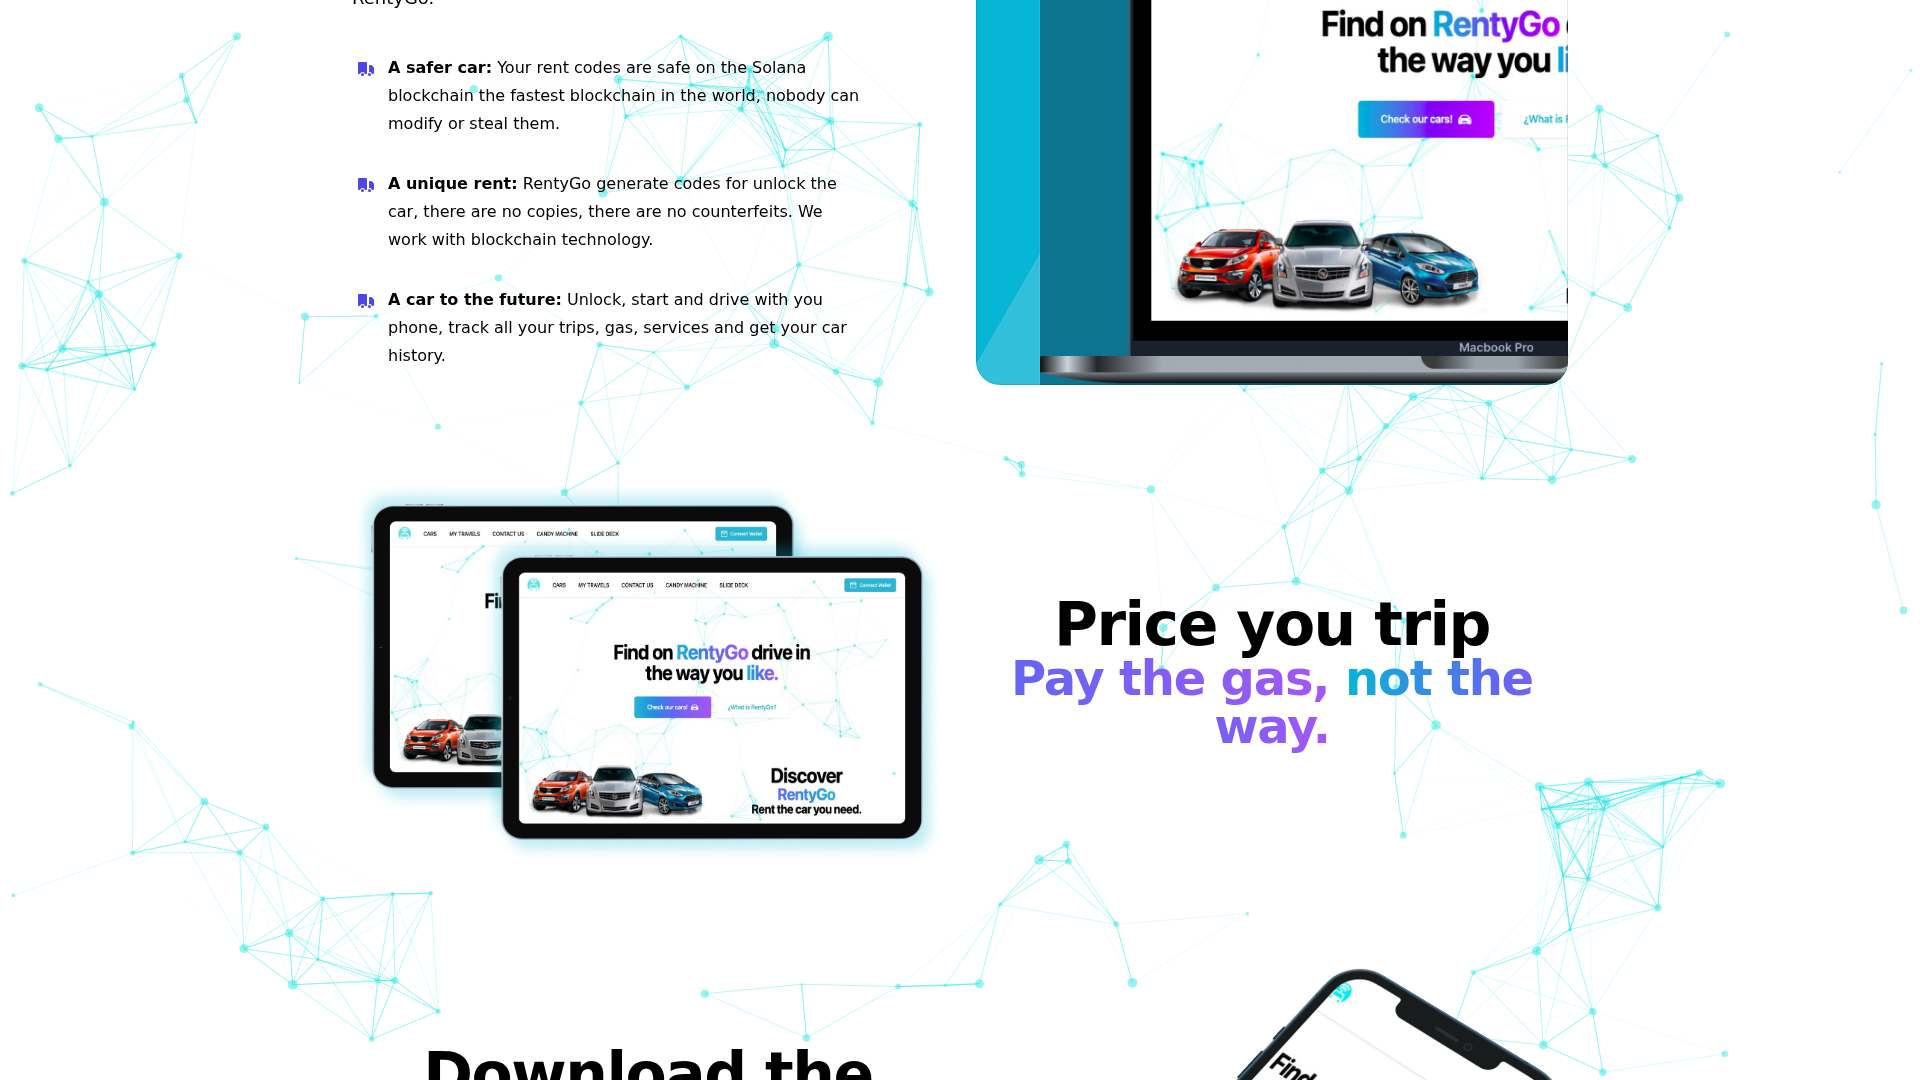 RentyGo.
A safer car: Your rent codes are safe on the Solana
blockchain the fastest blockchain in the world, nobody can
modify or steal them.
A unique rent: RentyGo generate codes for unlock the
car, there are no copies, there are no counterfeits. We
work with blockchain technology.
A car to the future: Unlock, start and drive with you
phone, track all your trips, gas, services and get your car
history.
Find on RentyGo
the way you li
Check our cars!
¿What is
Macbook Pro
CARS MY TRAVELS CONTACT US CANDY MACHINE SLIDE DECK Connect Wallet
Fi
CARS MY TRAVELS CONTACT US CANDY MACHINE SLIDE DECK Connect Wallet
Find on RentyGo drive in
the way you like.
Check our cars! ¿What is RentyGo?
Discover
RentyGo
Rent the car you need.
Price you trip
Pay the gas, not the
way.
Download the
Find